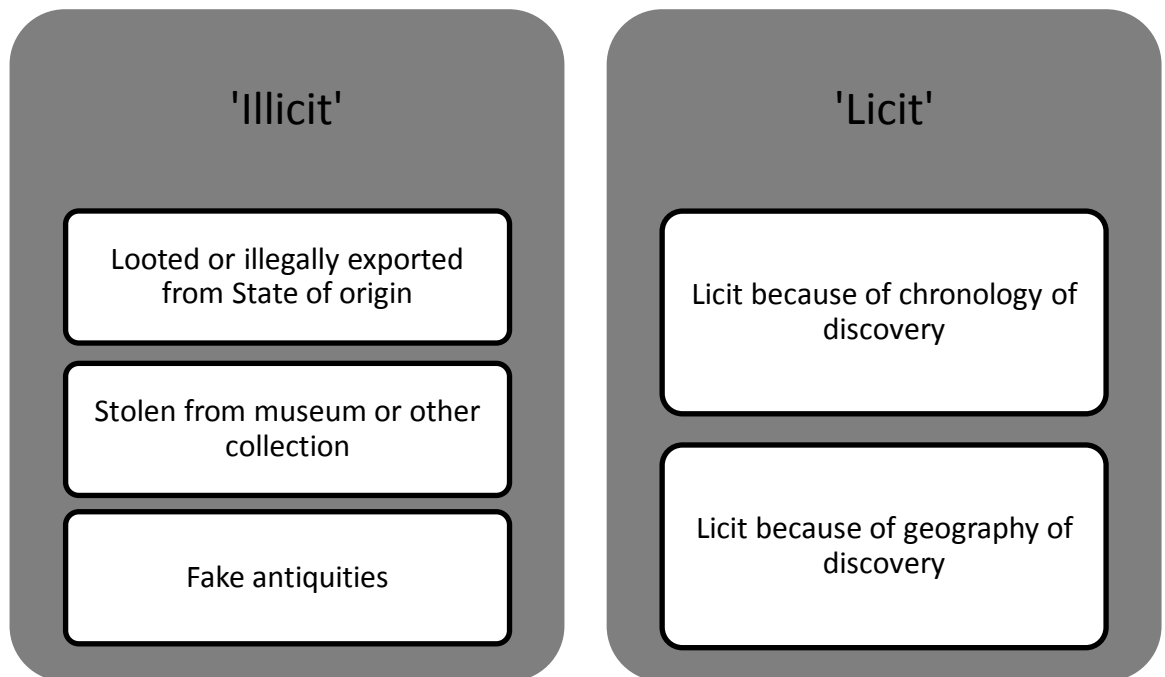 'Illicit'
Looted or illegally exported
from State of origin
Stolen from museum or other
collection
Fake antiquities
'Licit'
Licit because of chronology of
discovery
Licit because of geography of
discovery